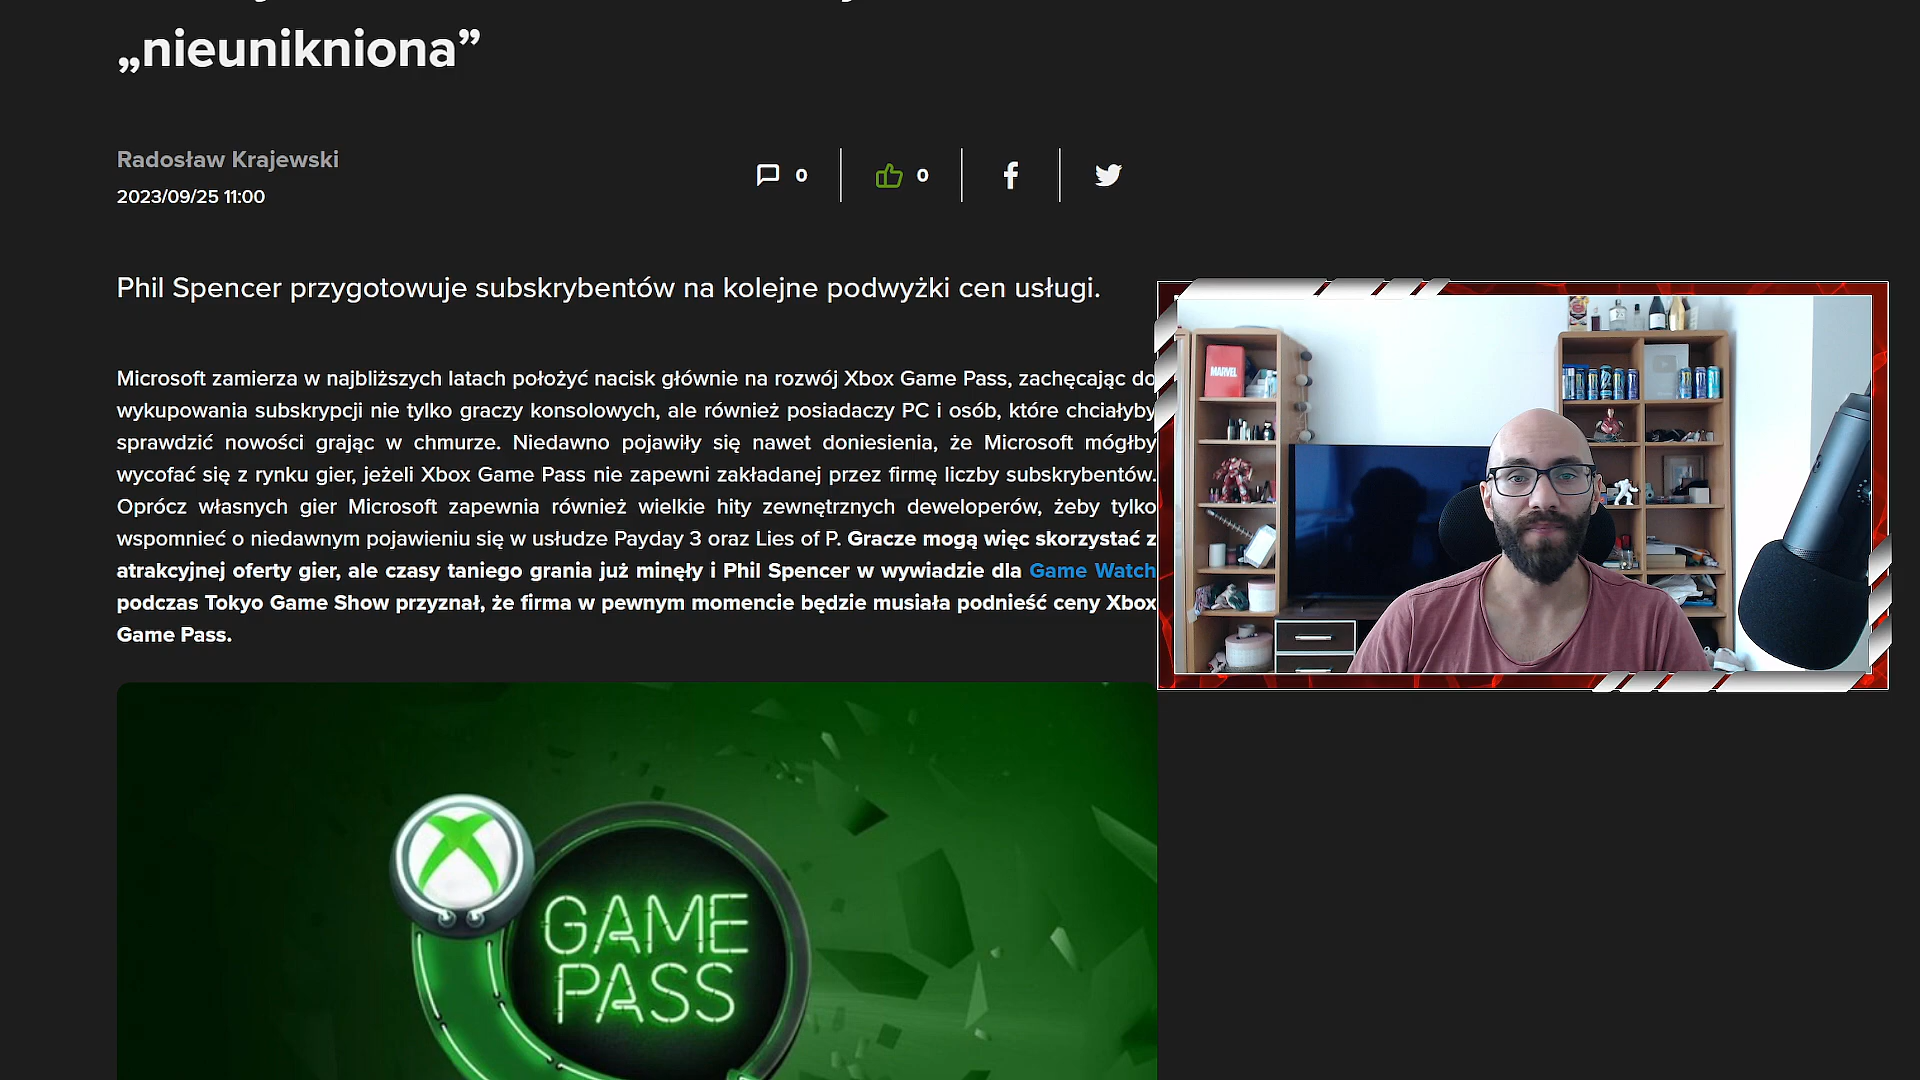 „nieunikniona”
Radosław Krajewski
2023/09/25 11:00
0
0
Phil Spencer przygotowuje subskrybentów na kolejne podwyżki cen usługi.
Microsoft zamierza w najbliższych latach położyć nacisk głównie na rozwój Xbox Game Pass, zachęcając do
wykupowania subskrypcji nie tylko graczy konsolowych, ale również posiadaczy PC i osób, które chciałyby
sprawdzić nowości grając w chmurze. Niedawno pojawiły się nawet doniesienia, że Microsoft mógłby
wycofać się z rynku gier, jeżeli Xbox Game Pass nie zapewni zakładanej przez firmę liczby subskrybentów.
Oprócz własnych gier Microsoft zapewnia również wielkie hity zewnętrznych deweloperów, żeby tylko
wspomnieć o niedawnym pojawieniu się w usłudze Payday 3 oraz Lies of P. Gracze mogą więc skorzystać z
atrakcyjnej oferty gier, ale czasy taniego grania już minęły i Phil Spencer w wywiadzie dla Game Watch
podczas Tokyo Game Show przyznał, że firma w pewnym momencie będzie musiała podnieść ceny Xbox
Game Pass.
MARVEL
GAME
PASS